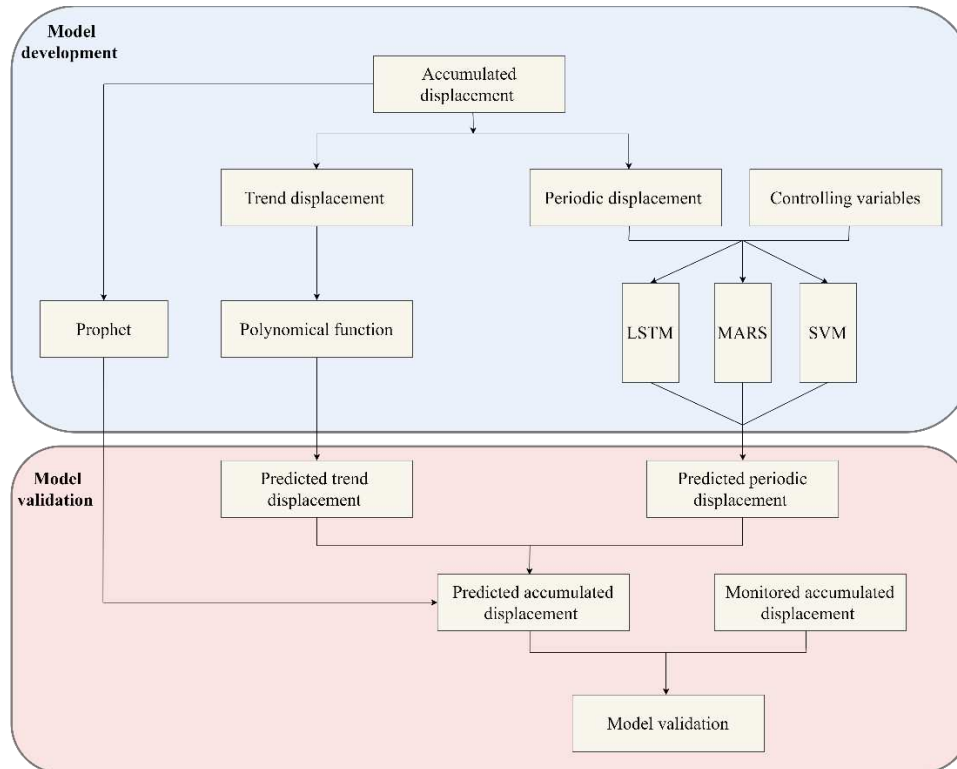 Model
development
Accumulated
displacement
Trend displacement
Periodic displacement
Controlling variables
Prophet
Polynomical function
LSTM
MARS
SVM
Model
validation
Predicted trend
displacement
Predicted periodic
displacement
Predicted accumulated
displacement
Monitored accumulated
displacement
Model validation